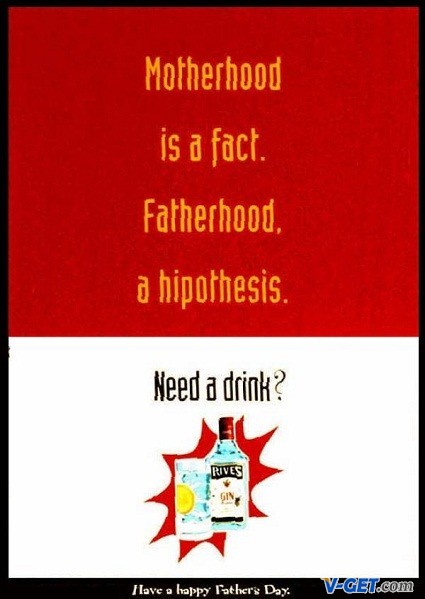 Motherhood
is a fact.
Fatherhood,
a hipothesis.
Need a drink?
RIVES
GIN
Have a happy Father's Day.
V-GET.com